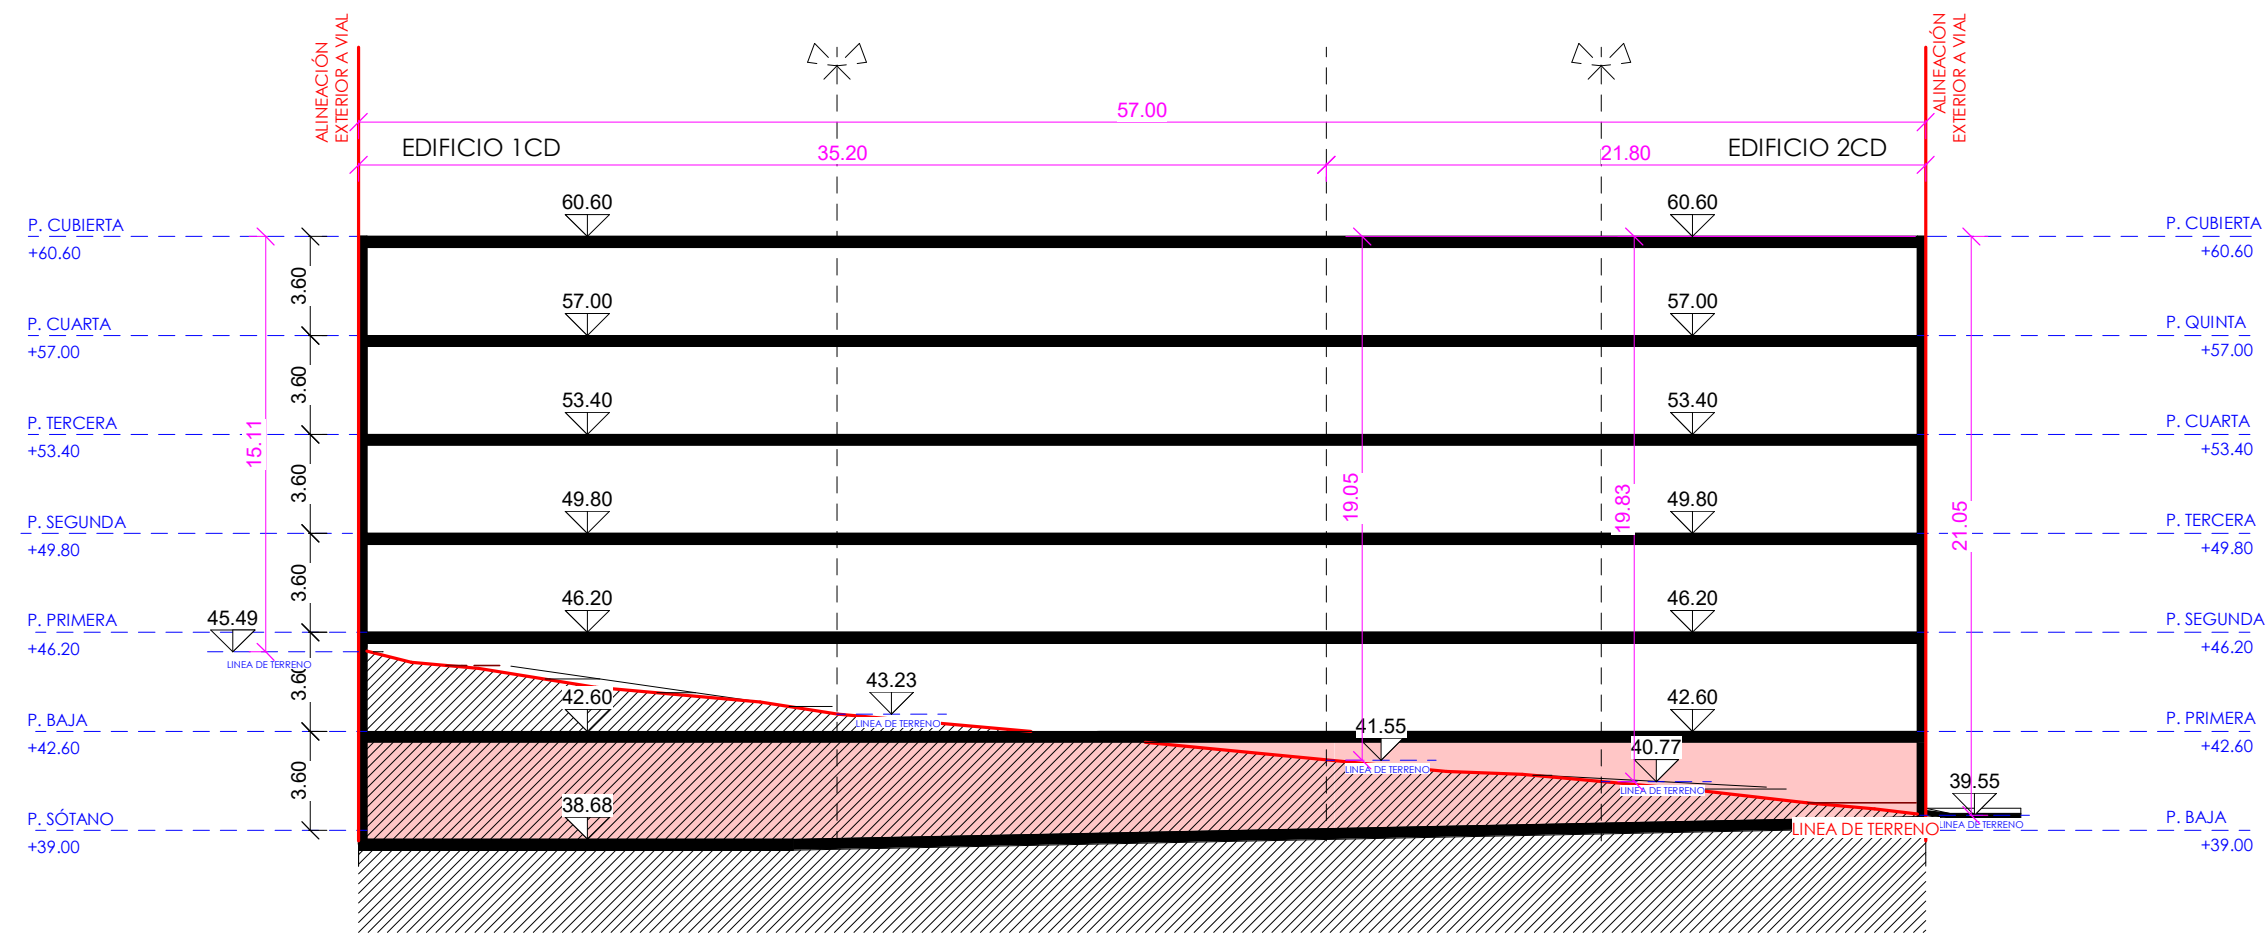 ALINEACIÓN
EXTERIOR A VIAL
ALINEACIÓN
EXTERIOR A VIAL
57.00
EDIFICIO 1CD
35.20
21.80
EDIFICIO 2CD
60.60
60.60
P. CUBIERTA
+60.60
P. CUBIERTA
+60.60
3.60
57.00
57.00
P. CUARTA
+57.00
P. QUINTA
+57.00
3.60
53.40
53.40
P. TERCERA
+53.40
P. CUARTA
+53.40
15.11
3.60
19.05
19.83
21.05
49.80
49.80
P. SEGUNDA
+49.80
P. TERCERA
+49.80
3.60
46.20
46.20
P. PRIMERA
+46.20
45.49
LINEA DE TERRENO
P. SEGUNDA
+46.20
3.60
43.23
LINEA DE TERRENO
42.60
42.60
P. BAJA
+42.60
P. PRIMERA
+42.60
41.55
LINEA DE TERRENO
40.77
LINEA DE TERRENO
3.60
38.68
39.55
LINEA DE TERRENO
LINEA DE TERRENO
P. SÓTANO
+39.00
P. BAJA
+39.00